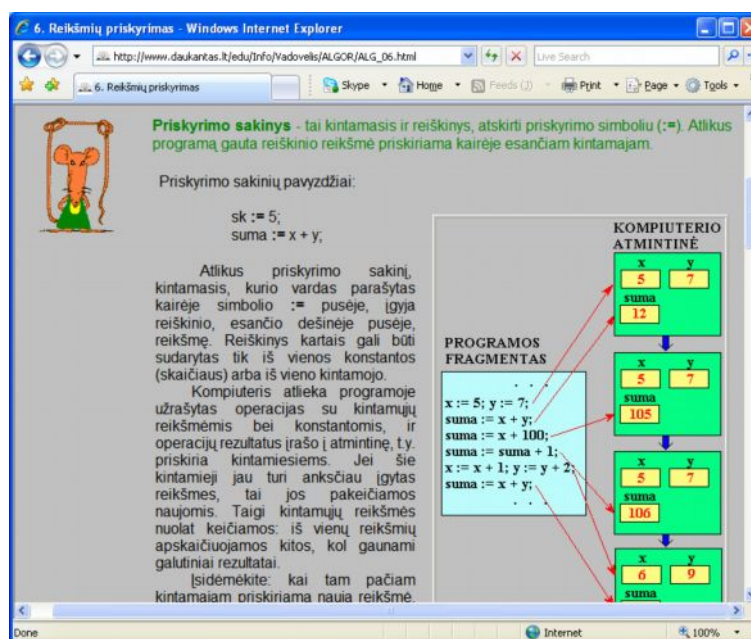 6. Reikšmių priskyrimas - Windows Internet Explorer
http://www.daukantas.lt/edu/Info/Vadovelis/ALGOR/ALG_06.html
Live Search
6. Reikšmių priskyrimas
Skype
Home
Feeds (J)
Print
Page
Tools
Priskyrimo sakinys - tai kintamasis ir reiškinys, atskirti priskyrimo simboliu (:=). Atlikus
programą gauta reiškinio reikšmė priskiriama kairėje esančiam kintamajam.
Priskyrimo sakinių pavyzdžiai:
sk := 5;
suma := x + y;
Atlikus priskyrimo sakinį,
kintamasis, kurio vardas parašytas
kairėje simbolio := pusėje, įgyja
reiškinio, esančio dešinėje pusėje,
reikšmę. Reiškinys kartais gali būti
sudarytas tik iš vienos konstantos
(skaičiaus) arba iš vieno kintamojo.
Kompiuteris atlieka programoje
užrašytas operacijas su kintamųjų
reikšmėmis bei konstantomis, ir
operacijų rezultatus įrašo į atmintinę, t.y.
priskiria kintamiesiems. Jei šie
kintamieji jau turi anksčiau įgytas
reikšmes, tai jos pakeičiamos
naujomis. Taigi kintamųjų reikšmės
nuolat keičiamos: iš vienų reikšmių
apskaičiuojamos kitos, kol gaunami
galutiniai rezultatai.
Įsidėmėkite: kai tam pačiam
kintamajam priskiriama nauja reikšmė,
PROGRAMOS
FRAGMENTAS
. . .
x := 5; y := 7;
suma := x + y;
suma := x + 100;
suma := suma + 1;
x := x + 1; y := y + 2;
suma := x + y;
. . .
KOMPIUTERIO
ATMINTINĖ
x y
5 7
suma
12
x y
5 7
suma
105
x y
5 7
suma
106
x y
6 9
suma
Done
Internet
100%